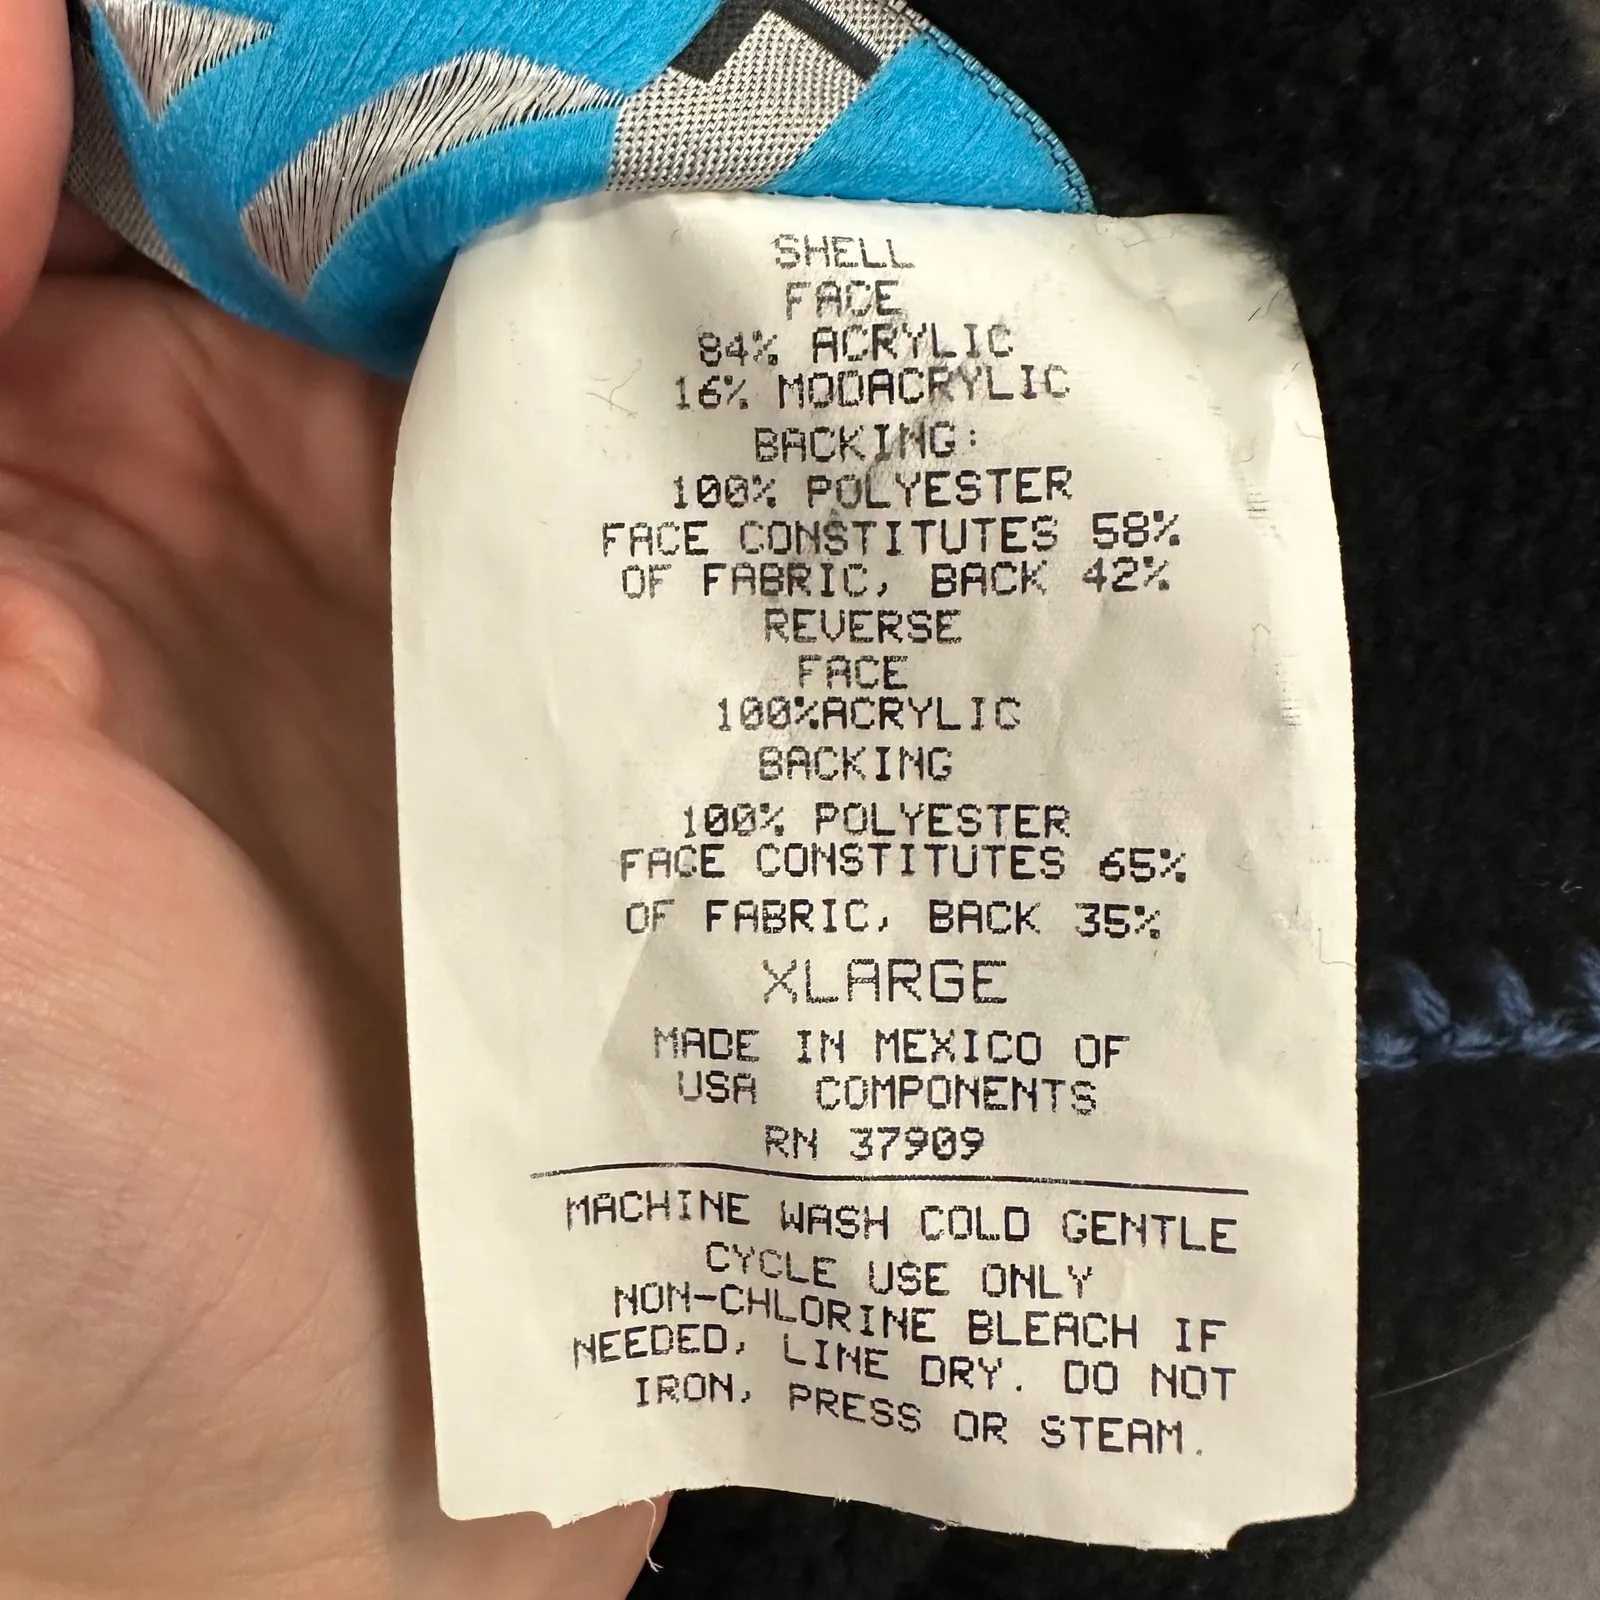 SHELL
FACE
84% ACRYLIC
16% MODACRYLIC
BACKING:
100% POLYESTER
FACE CONSTITUTES 58%
OF FABRIC, BACK 42%
REVERSE
FACE
100%ACRYLIC
BACKING
100% POLYESTER
FACE CONSTITUTES 65%
OF FABRIC, BACK 35%
XLARGE
MADE IN MEXICO OF
USA COMPONENTS
RN 37909
MACHINE WASH COLD GENTLE
CYCLE USE ONLY
NON-CHLORINE BLEACH IF
NEEDED, LINE DRY. DO NOT
IRON, PRESS OR STEAM.